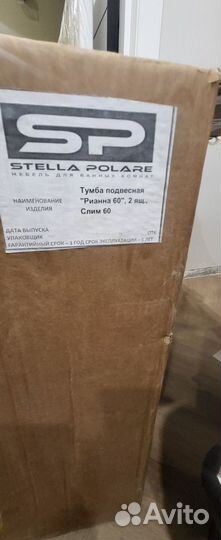 SP
STELLA POLARE
МЕБЕЛЬ ДЛЯ ВАННЫХ КОМНАТ
НАИМЕНОВАНИЕ ИЗДЕЛИЯ
Тумба подвесная
"Рианна 60", 2 ящ.,
Слим 60
ДАТА ВЫПУСКА
УПАКОВЩИК
ОТК
ГАРАНТИЙНЫЙ СРОК – 1 ГОД СРОК ЭКСПЛУАТАЦИИ – 5 ЛЕТ
Avito